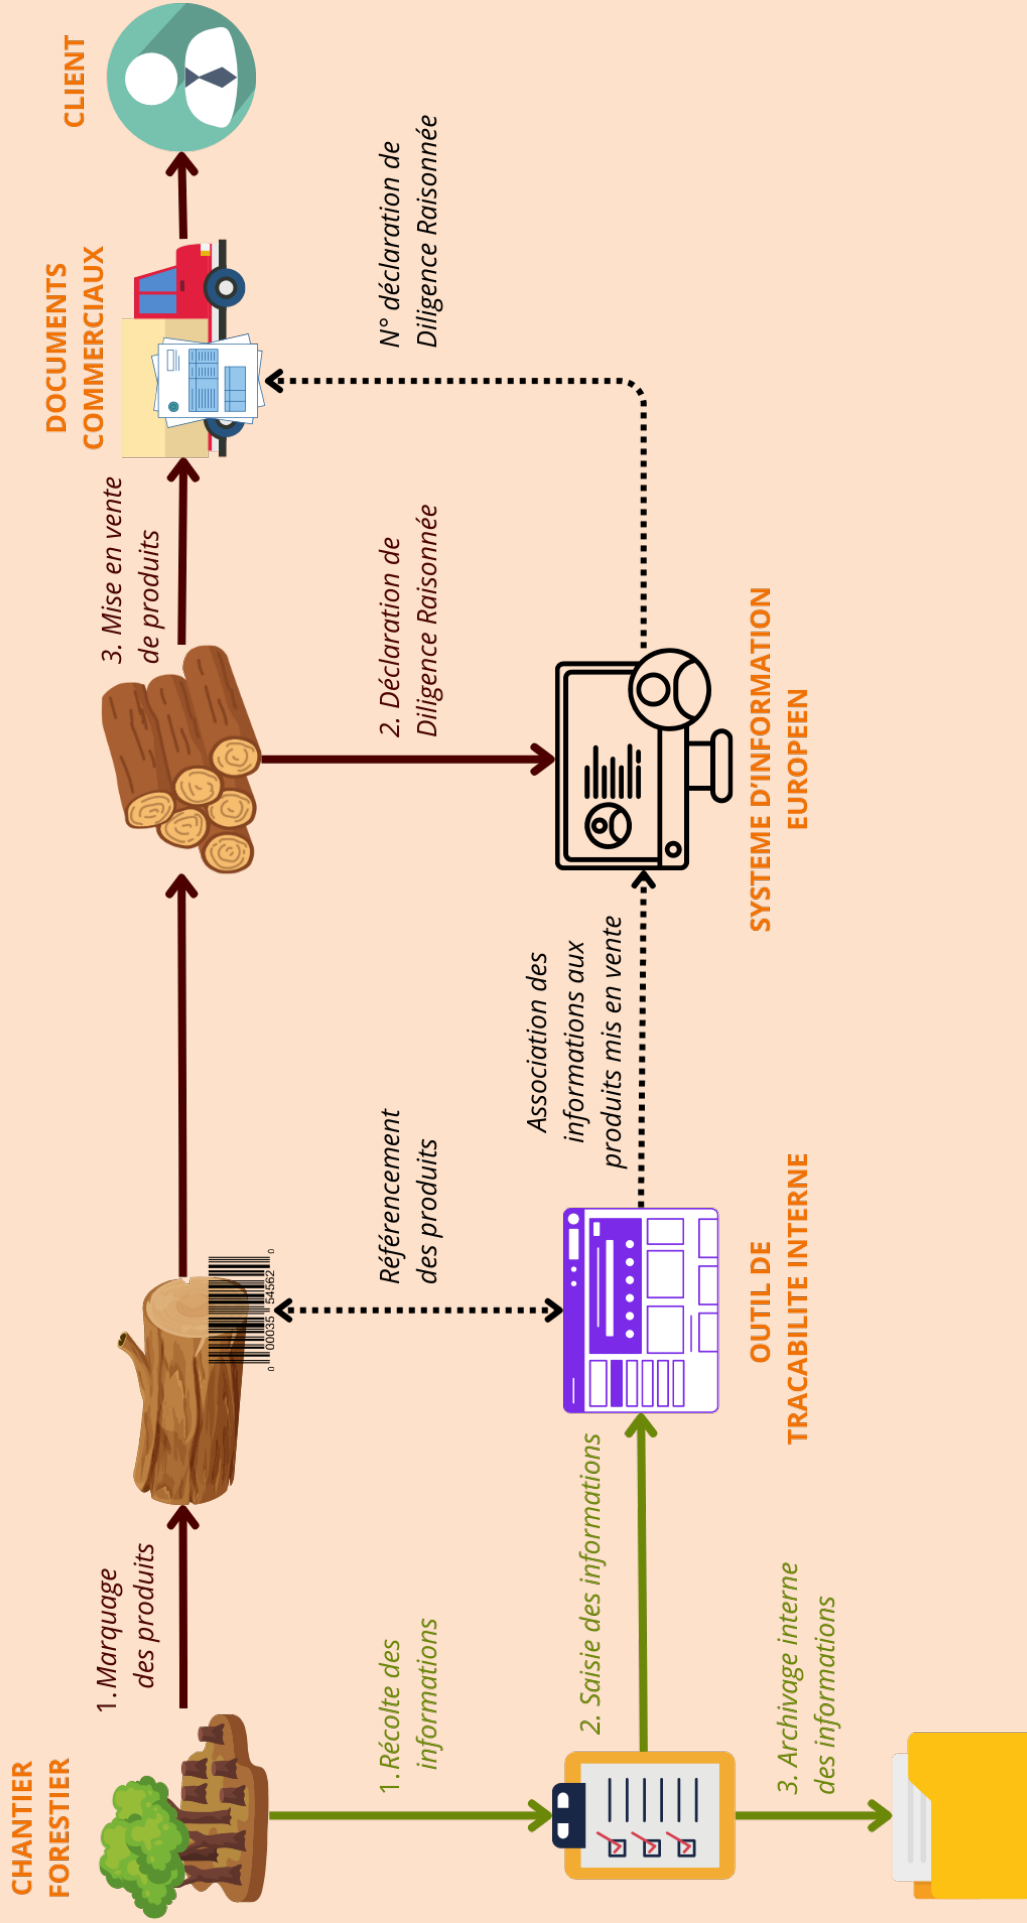 CHANTIER
FORESTIER
1. Marquage
des produits
3. Mise en vente
de produits
DOCUMENTS
COMMERCIAUX
CLIENT
0 00035 54562 0
1. Récolte des
informations
Référencement
des produits
2. Déclaration de
Diligence Raisonnée
N° déclaration de
Diligence Raisonnée
2. Saisie des informations
Association des
informations aux
produits mis en vente
OUTIL DE
TRACABILITE INTERNE
SYSTEME D'INFORMATION
EUROPEEN
3. Archivage interne
des informations